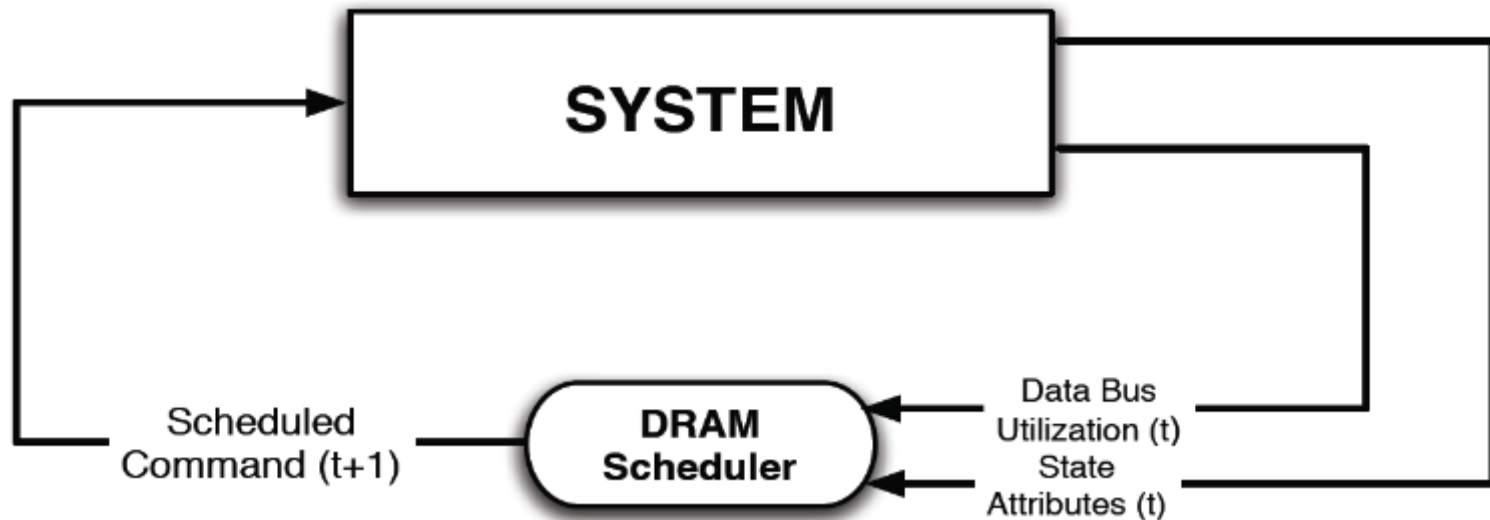 SYSTEM
Scheduled
Command (t+1)
DRAM
Scheduler
Data Bus
Utilization (t)
State
Attributes (t)